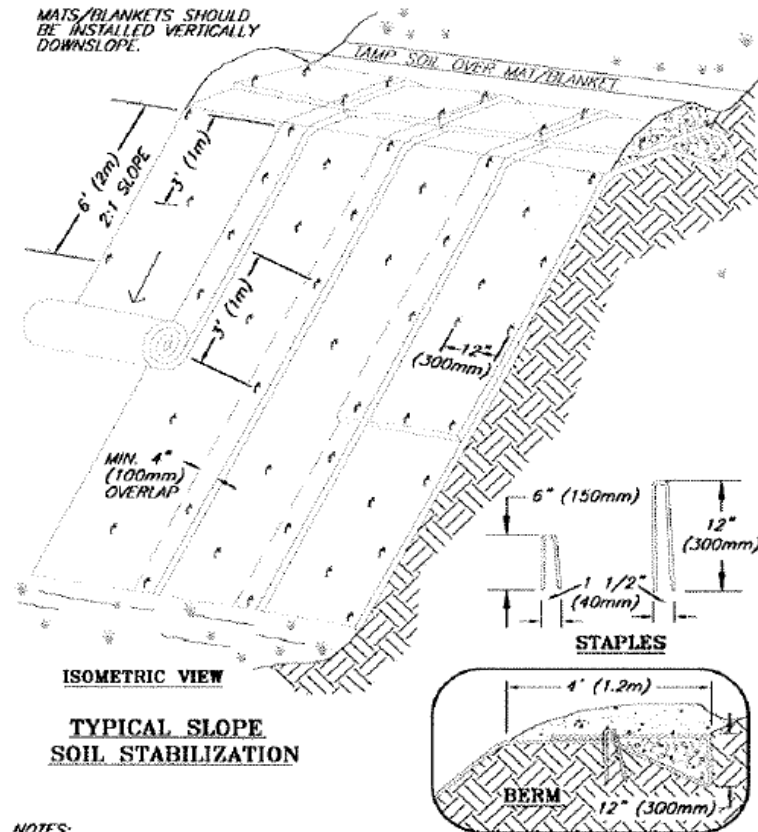 MATS/BLANKETS SHOULD
BE INSTALLED VERTICALLY
DOWNSLOPE.
TAMP SOIL OVER MAT/BLANKET
6' (2m)
2:1 SLOPE
3' (1m)
3' (1m)
12"
(300mm)
MIN. 4"
(100mm)
OVERLAP
6" (150mm)
12"
(300mm)
1 1/2"
(40mm)
STAPLES
ISOMETRIC VIEW
TYPICAL SLOPE
SOIL STABILIZATION
4' (1.2m)
BERM
12" (300mm)
NOTES: